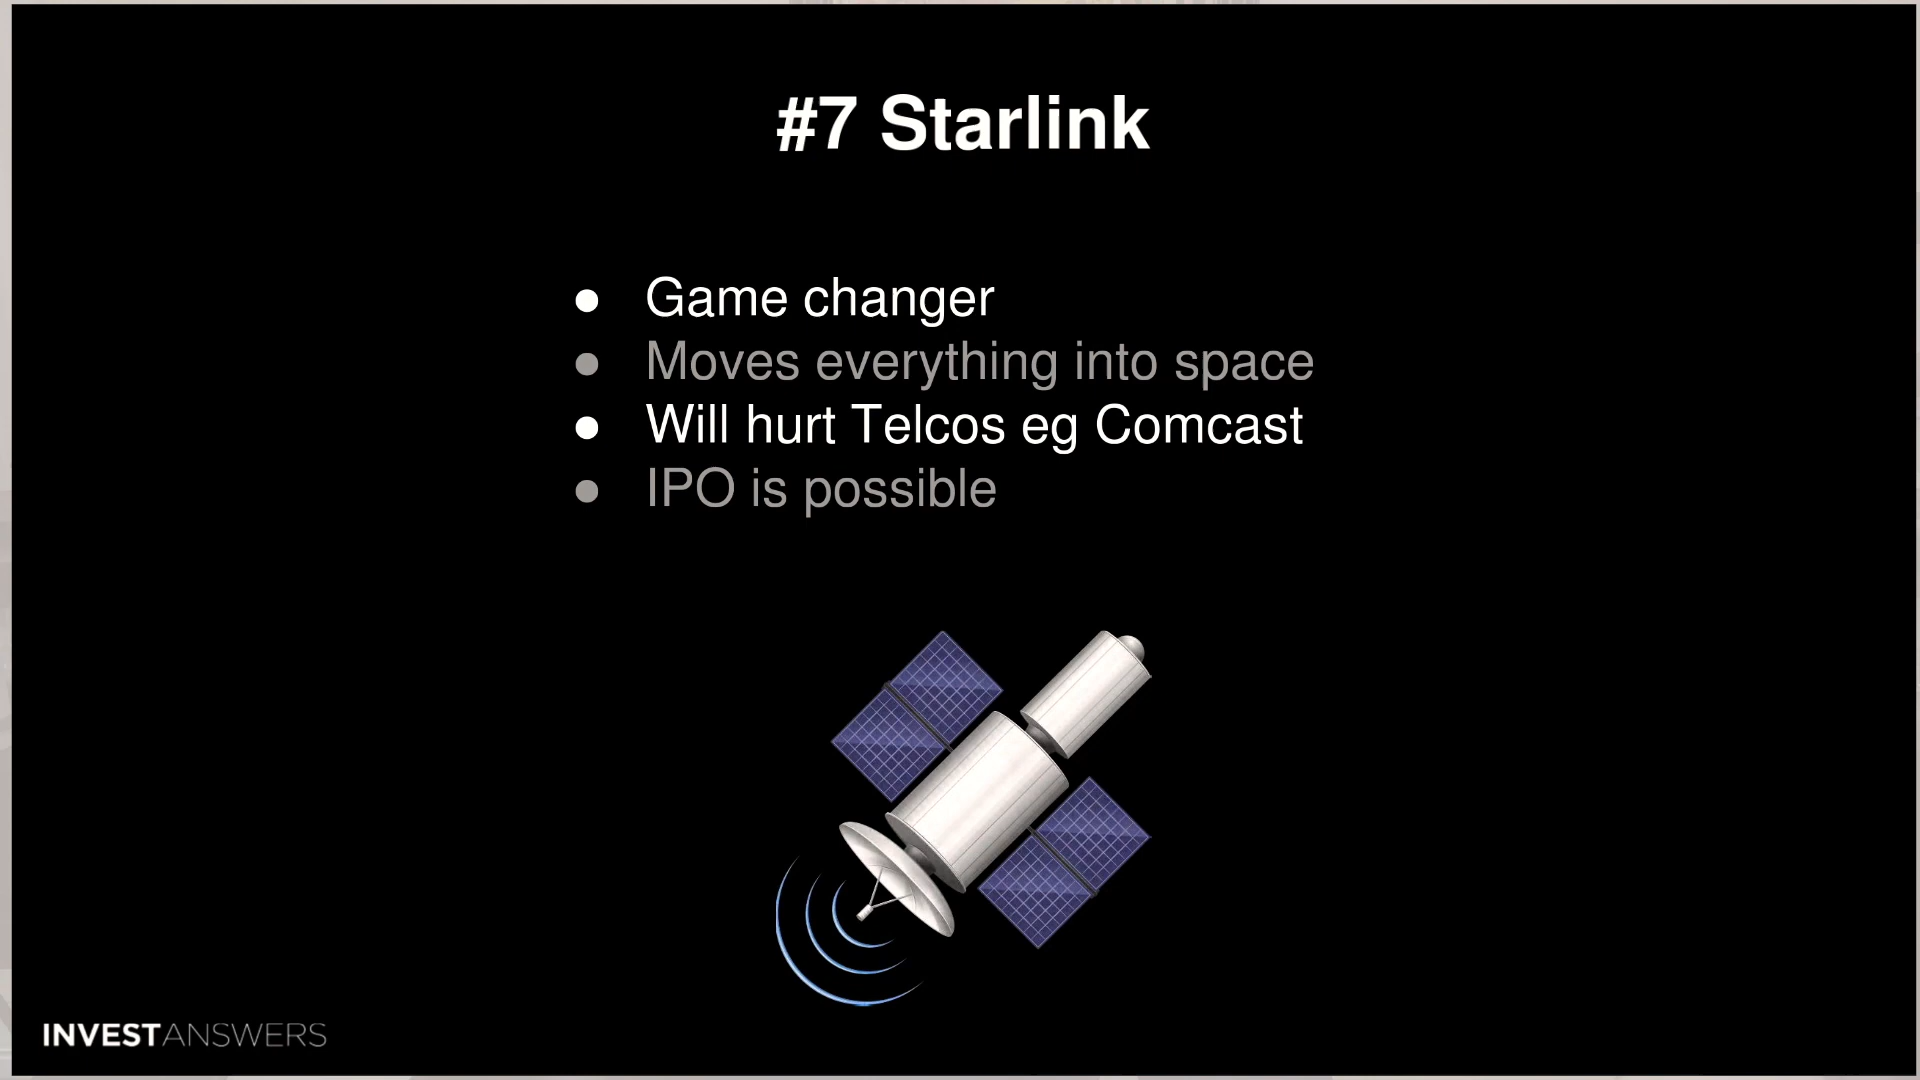 #7 Starlink
● Game changer
● Moves everything into space
● Will hurt Telcos eg Comcast
● IPO is possible
INVESTANSWERS